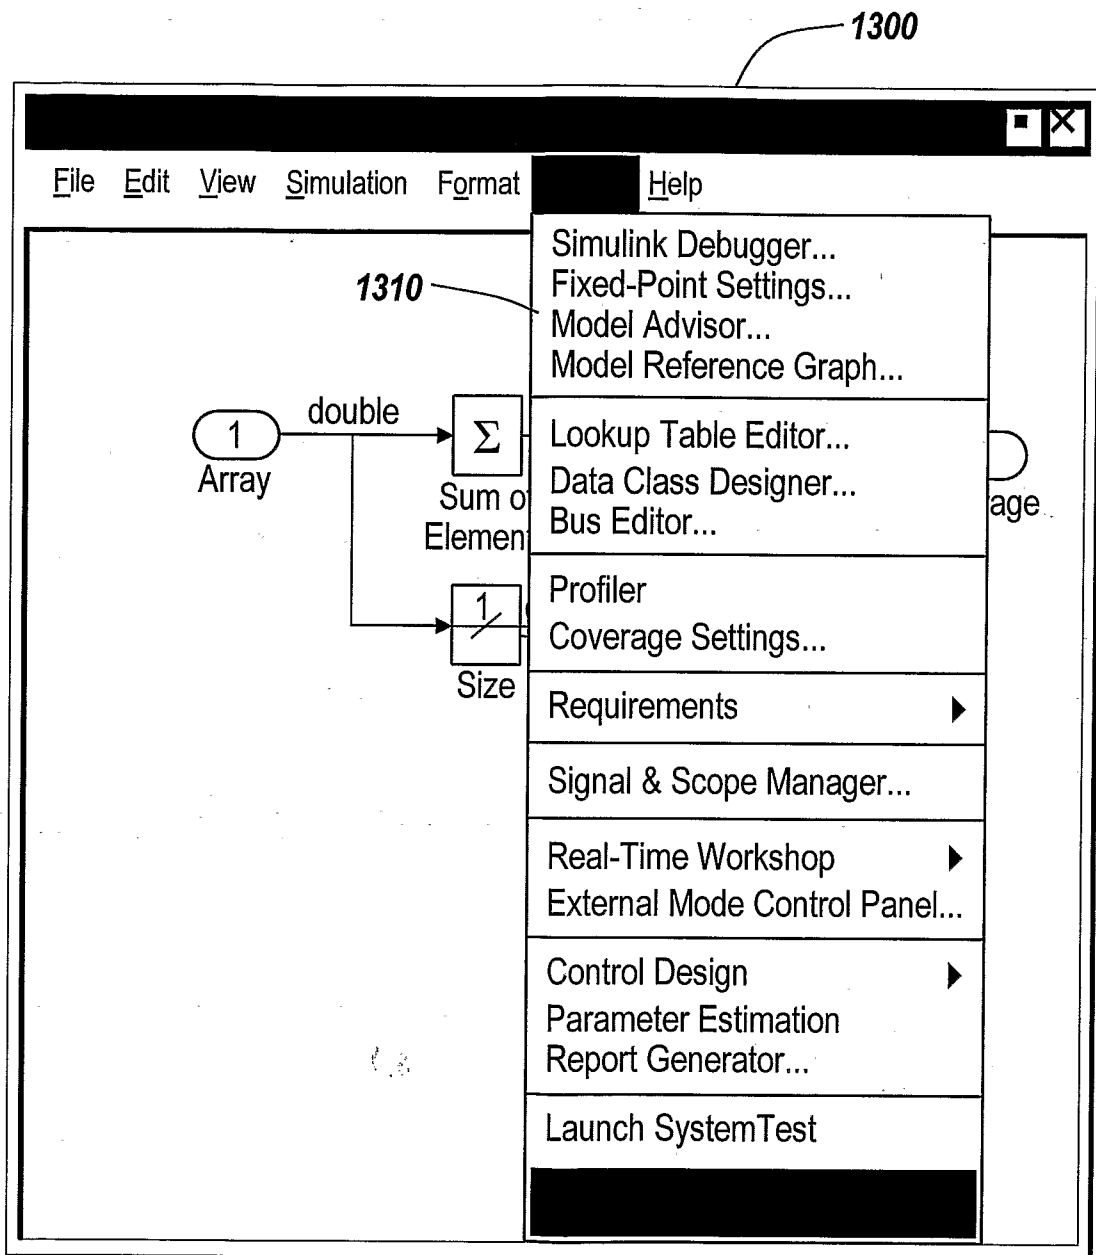 1300
File Edit View Simulation Format Help
Simulink Debugger...
Fixed-Point Settings...
1310
Model Advisor...
Model Reference Graph...
double
1
Array
Σ
Sum o
Elemen
Lookup Table Editor...
Data Class Designer...
Bus Editor...
age
1
Size
Profiler
Coverage Settings...
Requirements
Signal & Scope Manager...
Real-Time Workshop
External Mode Control Panel...
Control Design
Parameter Estimation
Report Generator...
Launch SystemTest